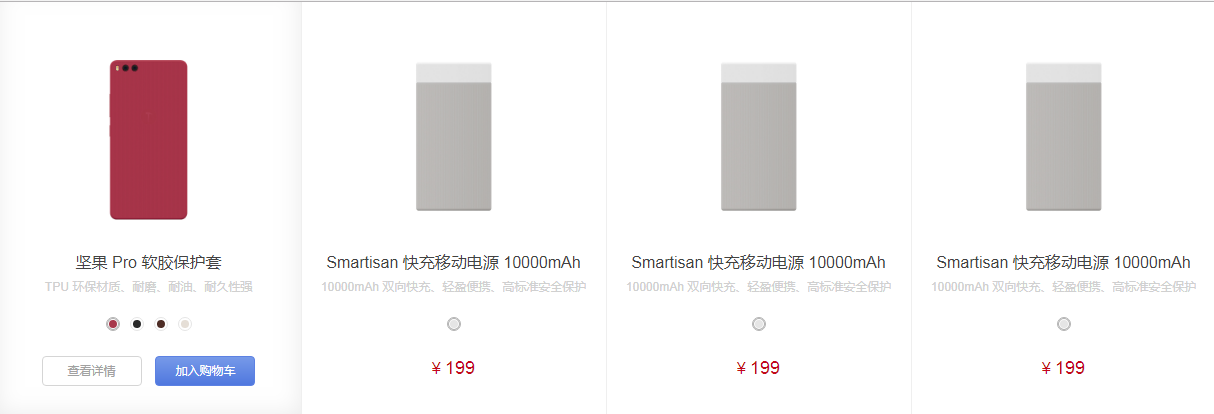 坚果 Pro 软胶保护套
TPU 环保材质、耐磨、耐油、耐久性强
查看详情
加入购物车
Smartisan 快充移动电源 10000mAh
10000mAh 双向快充、轻盈便携、高标准安全保护
¥ 199
Smartisan 快充移动电源 10000mAh
10000mAh 双向快充、轻盈便携、高标准安全保护
¥ 199
Smartisan 快充移动电源 10000mAh
10000mAh 双向快充、轻盈便携、高标准安全保护
¥ 199